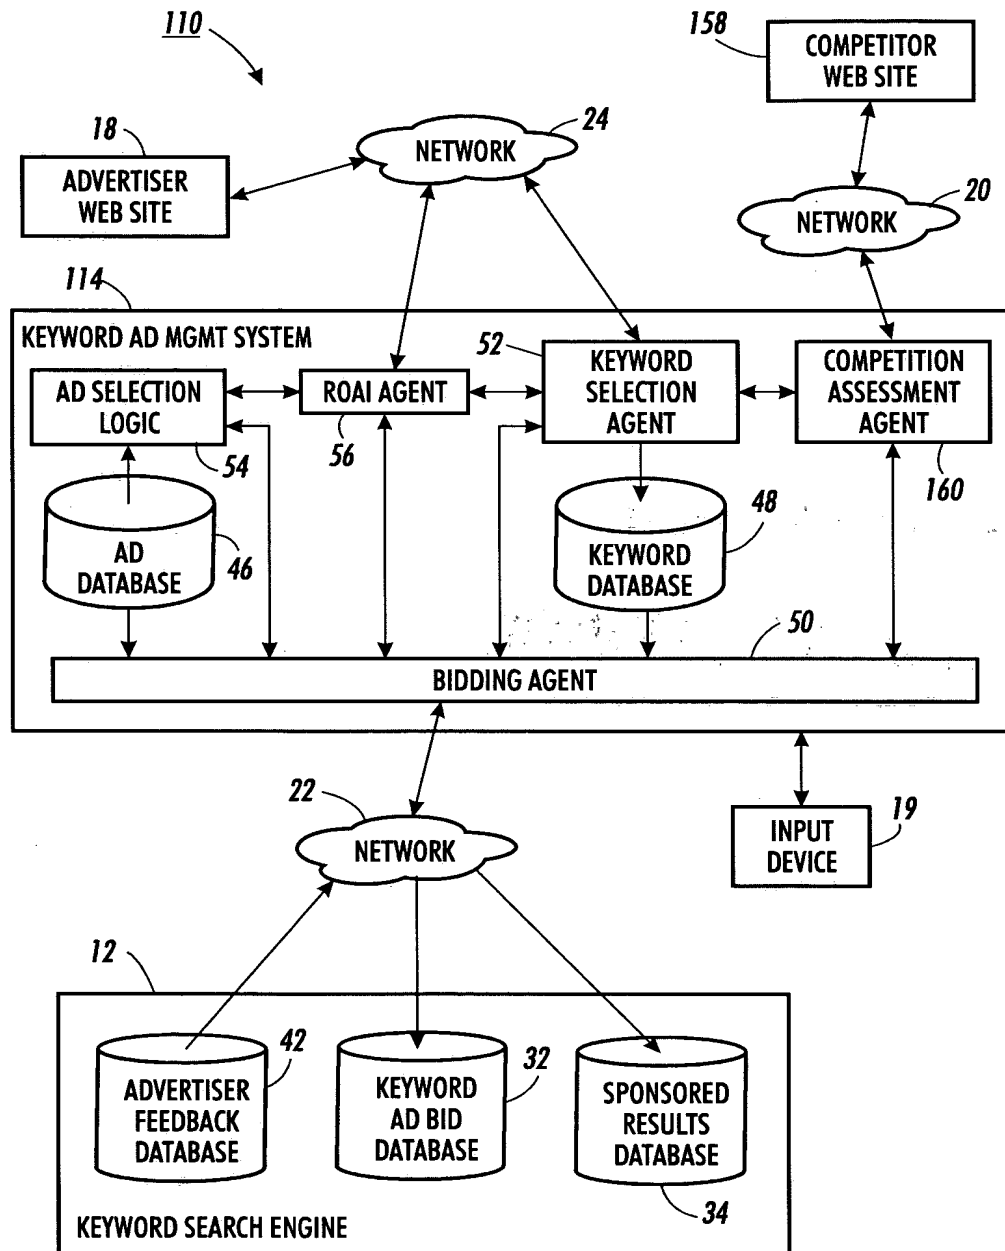 110
158
COMPETITOR
WEB SITE
18
ADVERTISER
WEB SITE
24
NETWORK
20
NETWORK
114
KEYWORD AD MGMT SYSTEM
AD SELECTION
LOGIC
54
ROAI AGENT
56
52
KEYWORD
SELECTION
AGENT
COMPETITION
ASSESSMENT
AGENT
160
AD
DATABASE
46
KEYWORD
DATABASE
48
50
BIDDING AGENT
22
NETWORK
19
INPUT
DEVICE
12
ADVERTISER
FEEDBACK
DATABASE
42
KEYWORD
AD BID
DATABASE
32
SPONSORED
RESULTS
DATABASE
34
KEYWORD SEARCH ENGINE